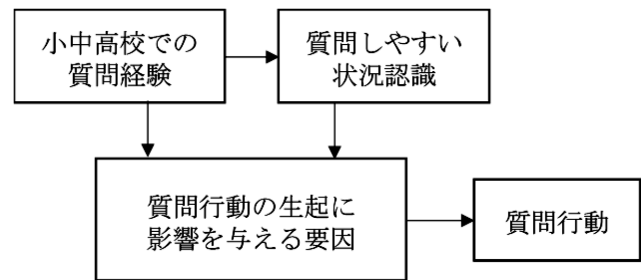 小中高校での
質問経験
質問しやすい
状況認識
質問行動の生起に
影響を与える要因
質問行動